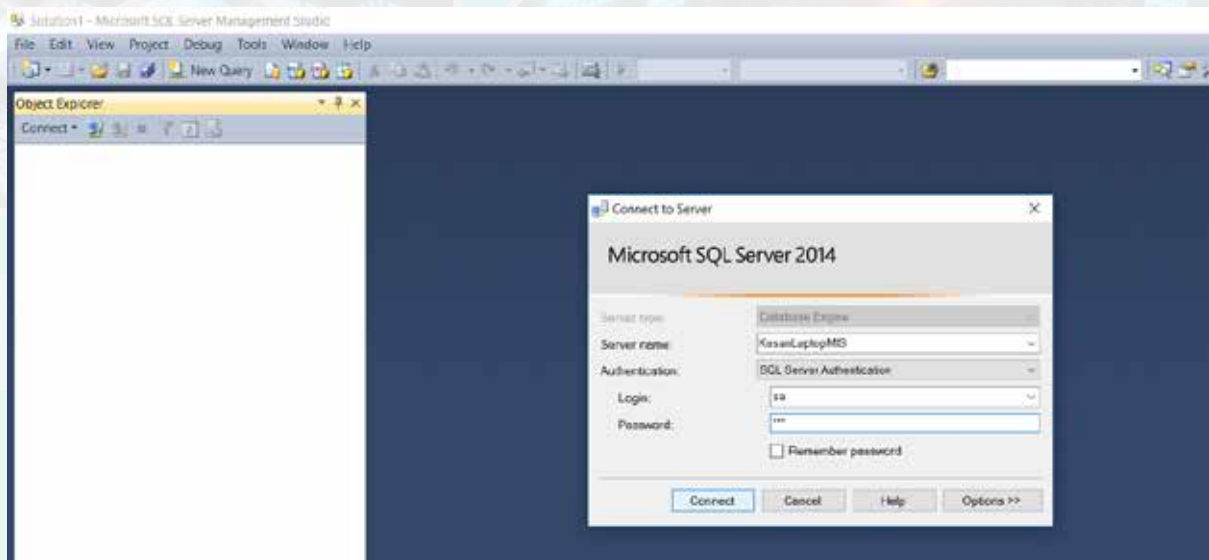 Solution1 - Microsoft SQL Server Management Studio
File Edit View Project Debug Tools Window Help
New Query
Object Explorer
Connect
Connect to Server
Microsoft SQL Server 2014
Server type: Database Engine
Server name: KasanLaptopMIS
Authentication: SQL Server Authentication
Login: sa
Password: ***
Remember password
Connect Cancel Help Options >>